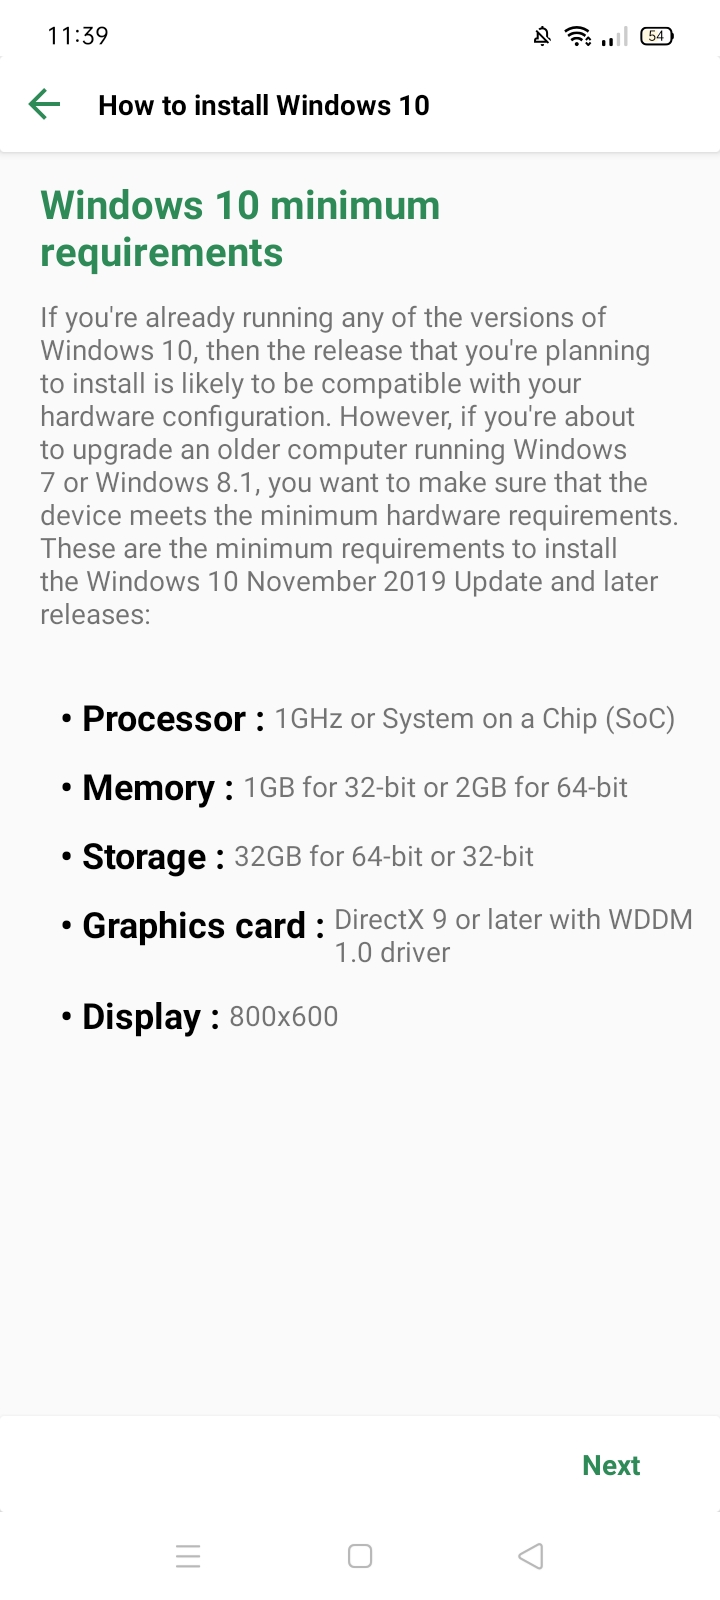 11:39
54
How to install Windows 10
Windows 10 minimum
requirements
If you're already running any of the versions of
Windows 10, then the release that you're planning
to install is likely to be compatible with your
hardware configuration. However, if you're about
to upgrade an older computer running Windows
7 or Windows 8.1, you want to make sure that the
device meets the minimum hardware requirements.
These are the minimum requirements to install
the Windows 10 November 2019 Update and later
releases:
• Processor : 1GHz or System on a Chip (SoC)
• Memory : 1GB for 32-bit or 2GB for 64-bit
• Storage : 32GB for 64-bit or 32-bit
• Graphics card : DirectX 9 or later with WDDM
1.0 driver
• Display : 800x600
Next